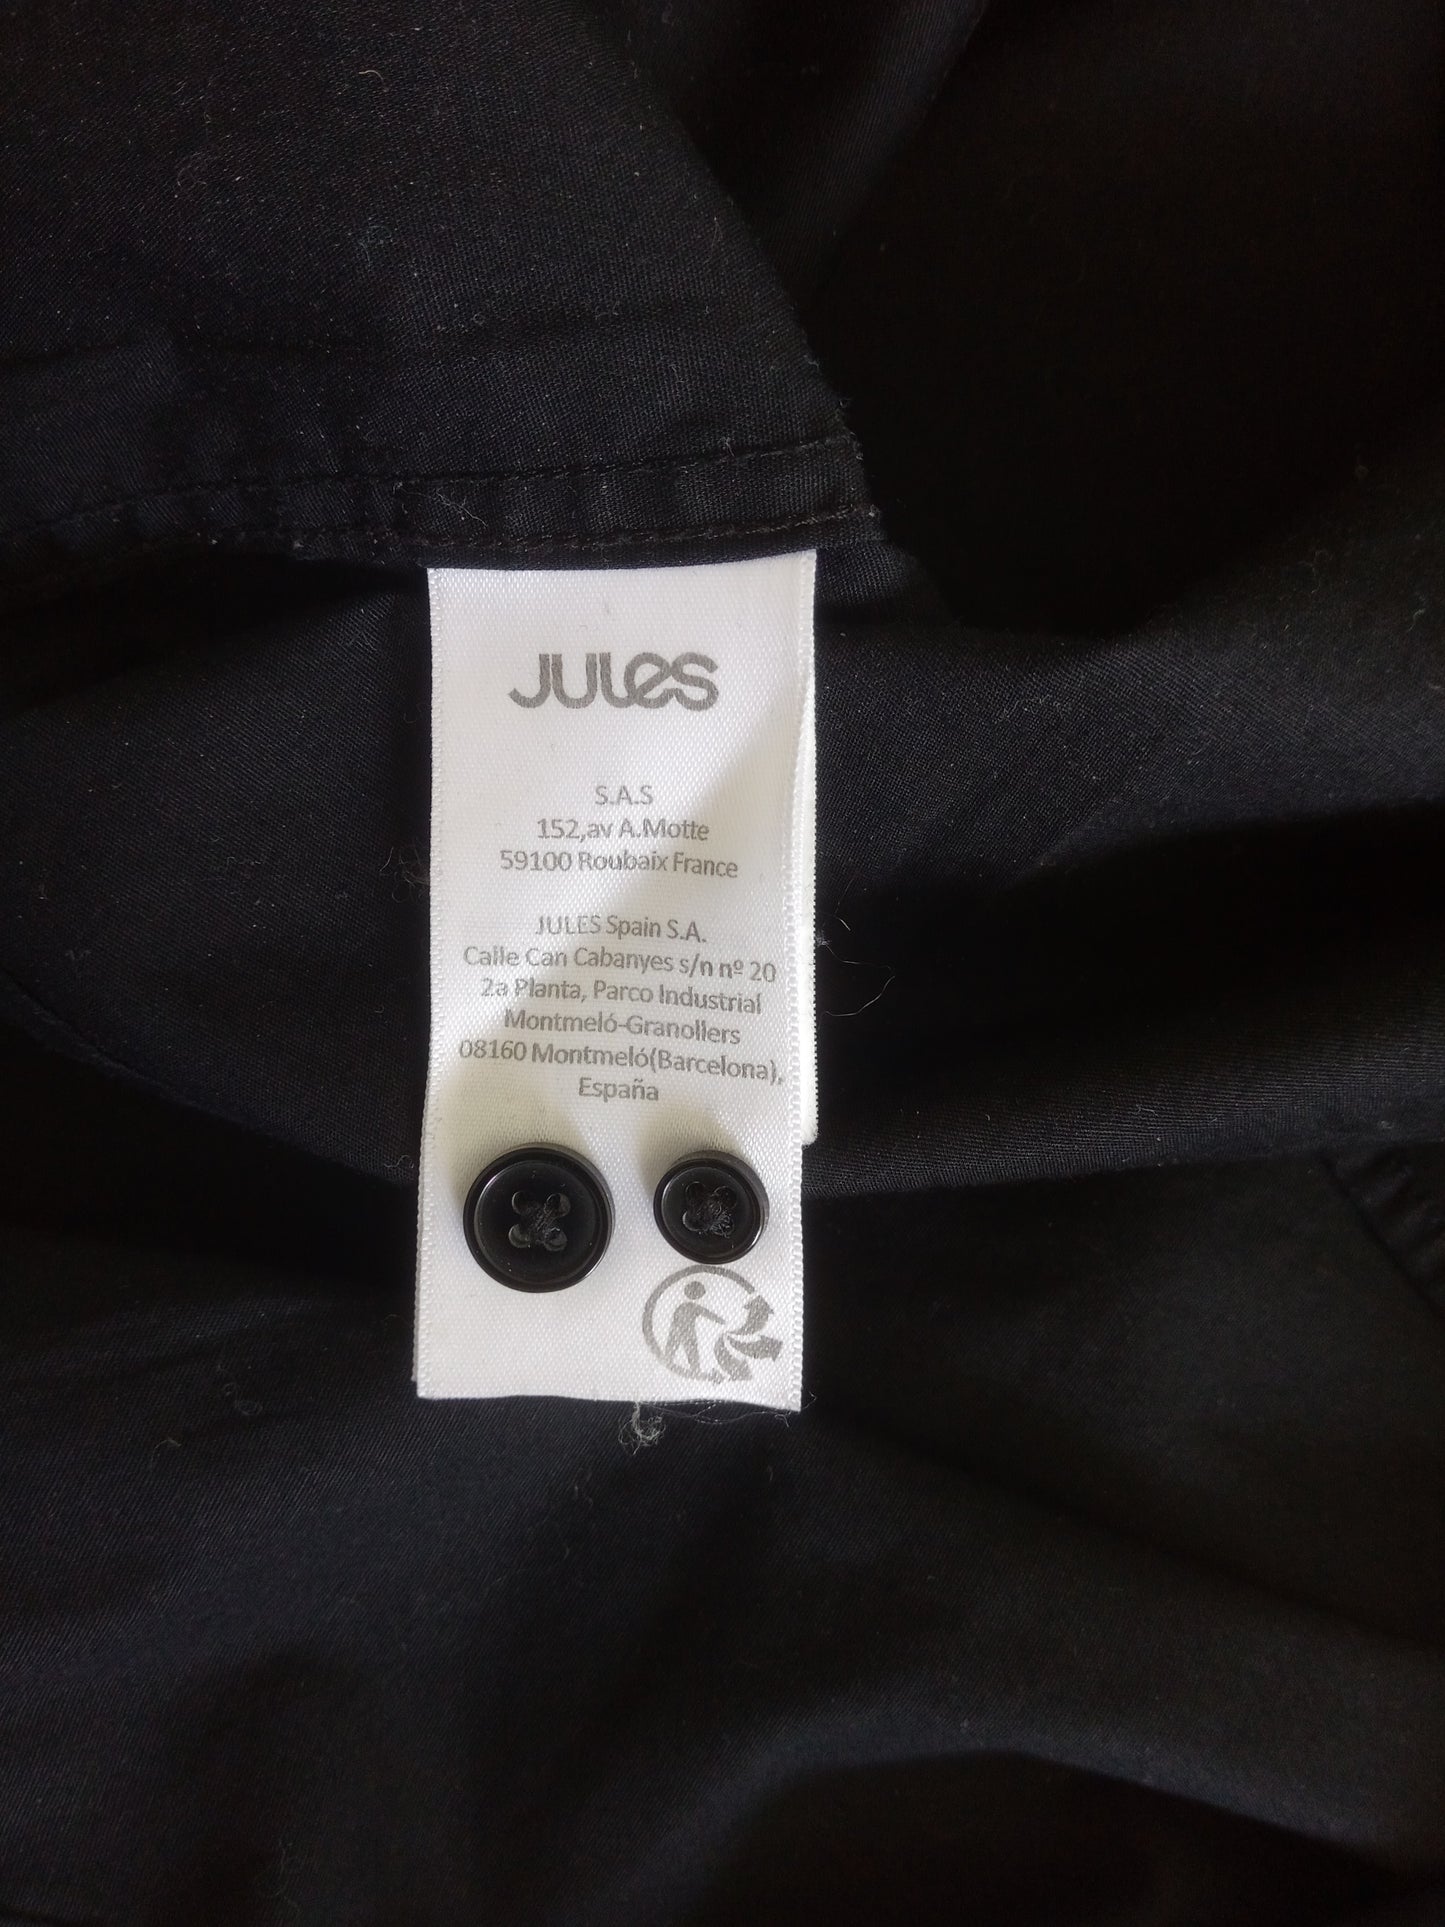 JULES
S.A.S
152,av A.Motte
59100 Roubaix France
JULES Spain S.A.
Calle Can Cabanyes s/n nº 20
2a Planta, Parco Industrial
Montmeló-Granollers
08160 Montmeló(Barcelona),
España